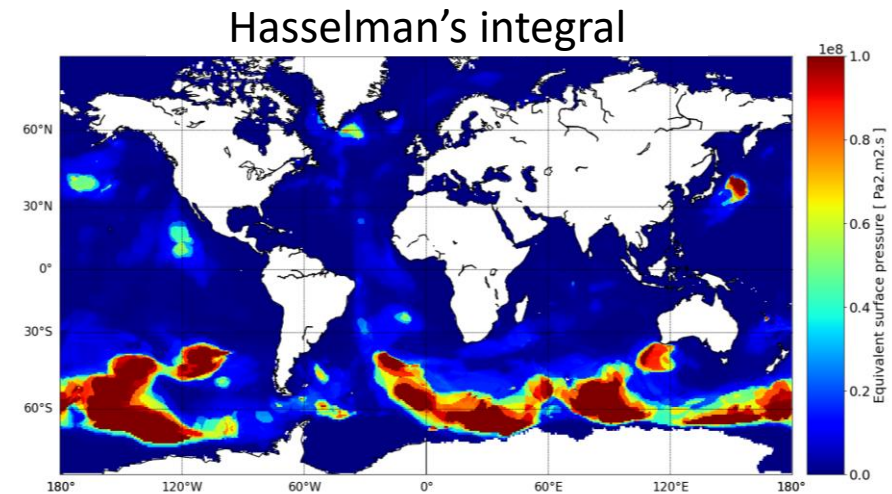 Hasselman’s integral
1e8
1.0
0.8
0.6
0.4
0.2
0.0
Equivalent surface pressure [ Pa2.m2.s ]
60°N
30°N
0°
30°S
60°S
180° 120°W 60°W 0° 60°E 120°E 180°